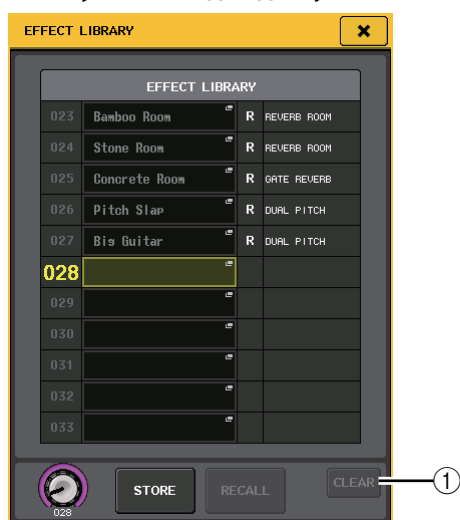 EFFECT LIBRARY
EFFECT LIBRARY
023 Bamboo Room R REVERB ROOM
024 Stone Room R REVERB ROOM
025 Concrete Room R GATE REVERB
026 Pitch Slap R DUAL PITCH
027 Big Guitar R DUAL PITCH
028
029
030
031
032
033
028 STORE RECALL CLEAR 1